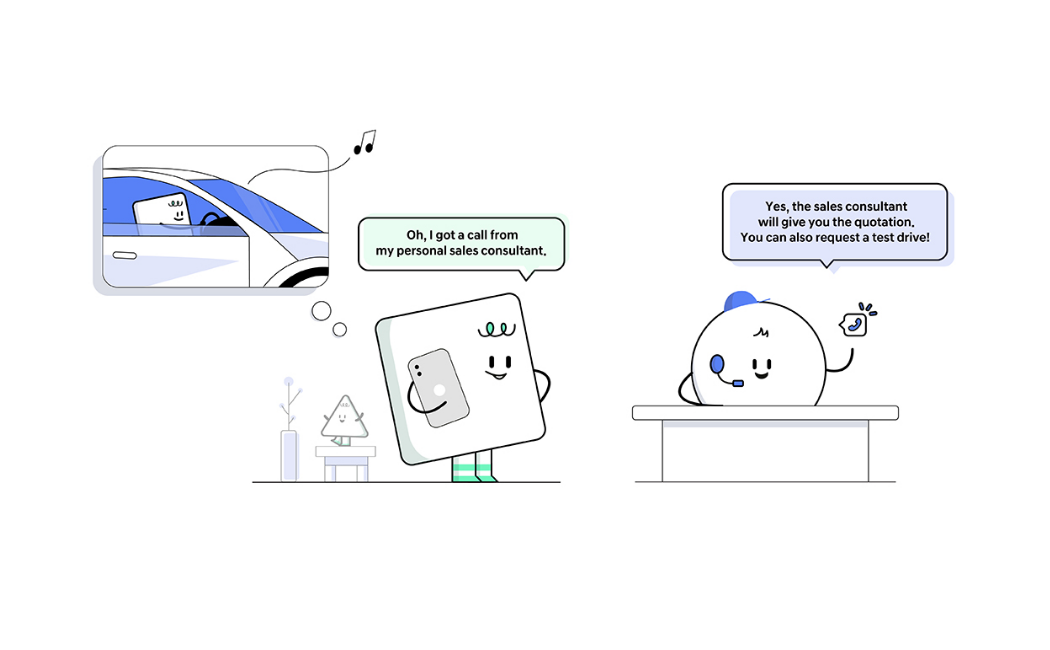 Oh, I got a call from
my personal sales consultant.
Yes, the sales consultant
will give you the quotation.
You can also request a test drive!